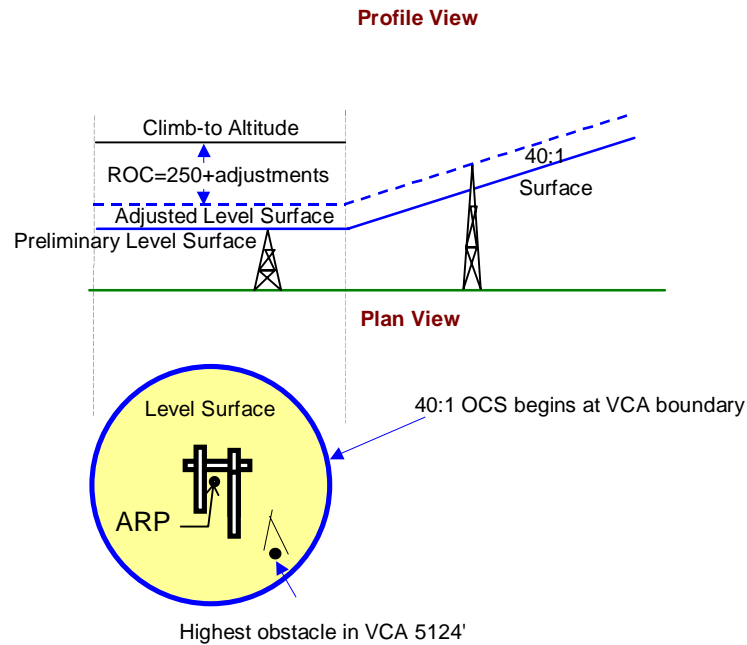 Profile View
Climb-to Altitude
ROC=250+adjustments
40:1
Surface
Adjusted Level Surface
Preliminary Level Surface
Plan View
Level Surface
40:1 OCS begins at VCA boundary
ARP
Highest obstacle in VCA 5124'